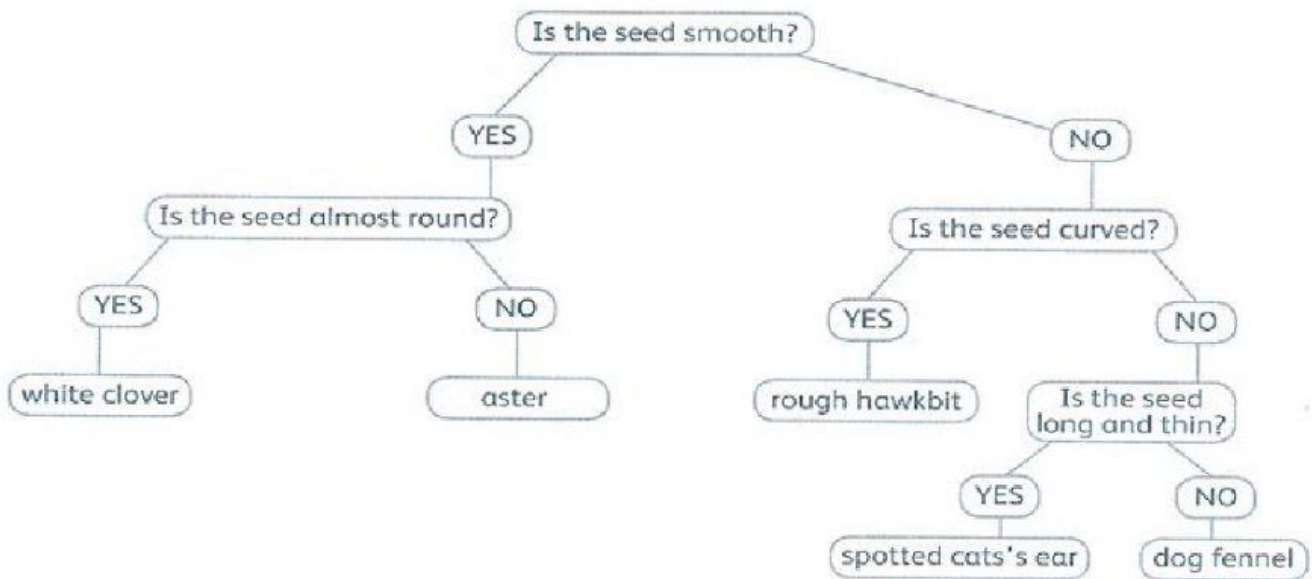 Is the seed smooth?
YES
NO
Is the seed almost round?
Is the seed curved?
YES
NO
YES
NO
white clover
aster
rough hawkbit
Is the seed
long and thin?
YES
NO
spotted cats's ear
dog fennel